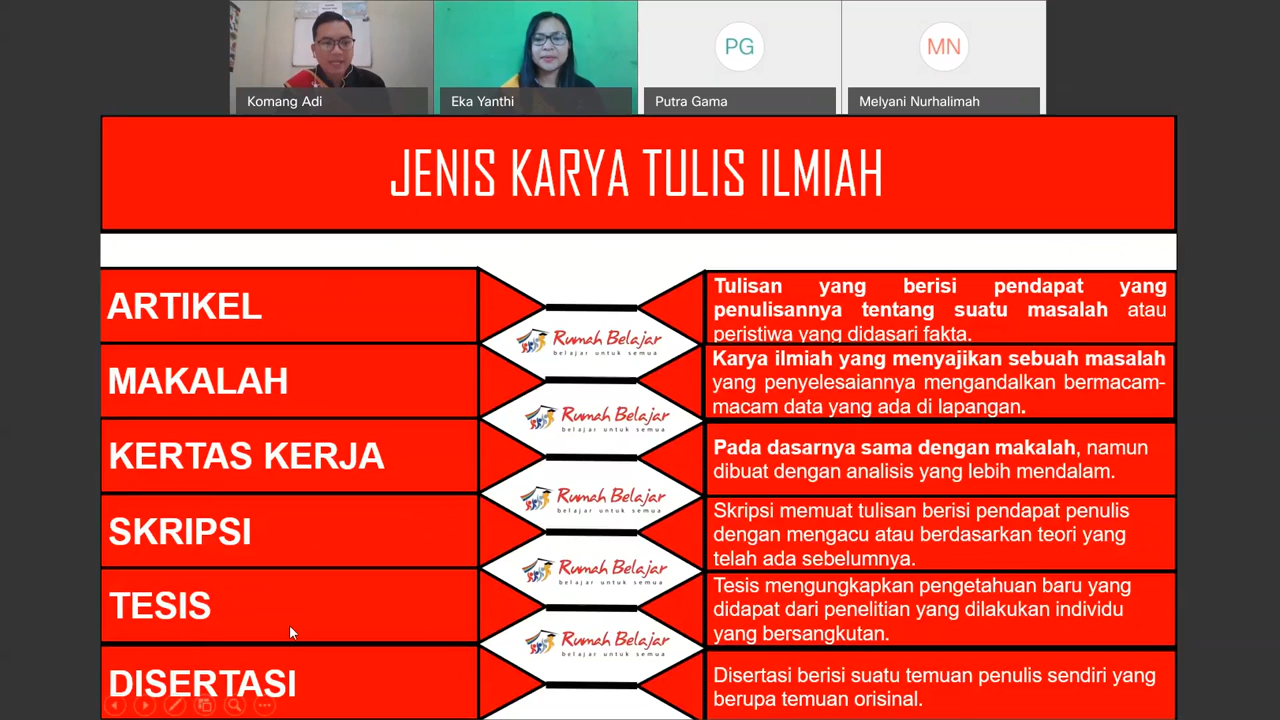 PG
MN
Komang Adi
Eka Yanthi
Putra Gama
Melyani Nurhalimah
JENIS KARYA TULIS ILMIAH
ARTIKEL
Tulisan yang berisi pendapat yang
penulisannya tentang suatu masalah atau
peristiwa yang didasari fakta.
Rumah Belajar
belajar untuk semua
MAKALAH
Karya ilmiah yang menyajikan sebuah masalah
yang penyelesaiannya mengandalkan bermacam-
macam data yang ada di lapangan.
Rumah Belajar
belajar untuk semua
KERTAS KERJA
Pada dasarnya sama dengan makalah, namun
dibuat dengan analisis yang lebih mendalam.
Rumah Belajar
belajar untuk semua
SKRIPSI
Skripsi memuat tulisan berisi pendapat penulis
dengan mengacu atau berdasarkan teori yang
telah ada sebelumnya.
Rumah Belajar
belajar untuk semua
TESIS
Tesis mengungkapkan pengetahuan baru yang
didapat dari penelitian yang dilakukan individu
yang bersangkutan.
Rumah Belajar
belajar untuk semua
DISERTASI
Disertasi berisi suatu temuan penulis sendiri yang
berupa temuan orisinal.